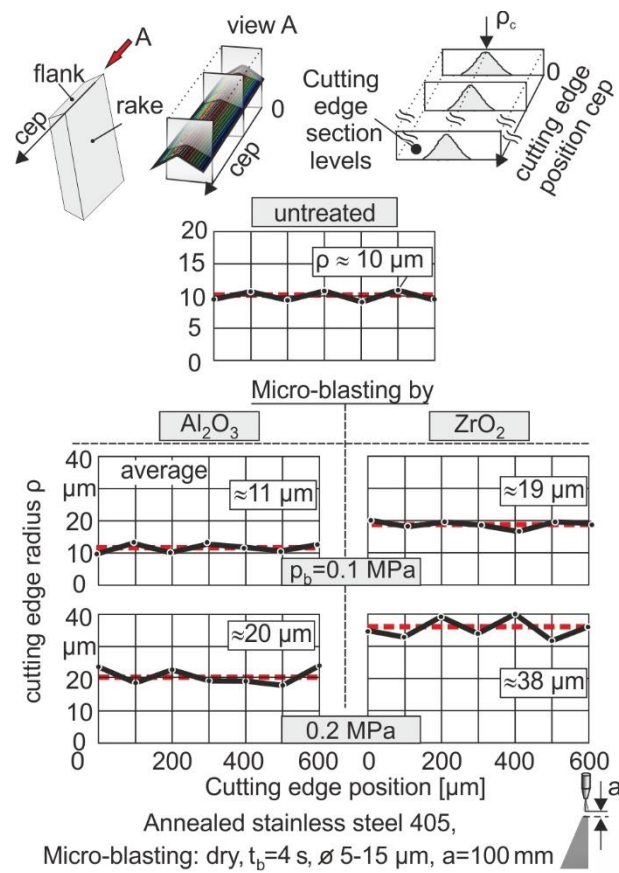 A
flank
rake
cep
view A
0
cep
ρc
0
Cutting
edge
section
levels
cutting edge
position cep
untreated
20
15
10
5
0
ρ ≈ 10 µm
Micro-blasting by
Al₂O₃
ZrO₂
cutting edge radius ρ
40
µm
20
10
0
average
≈11 µm
≈19 µm
p_b=0.1 MPa
40
µm
20
10
0
≈20 µm
≈38 µm
0.2 MPa
0 200 400 600
0 200 400 600
Cutting edge position [µm]
a
Annealed stainless steel 405,
Micro-blasting: dry, t_b=4 s, ø 5-15 µm, a=100 mm